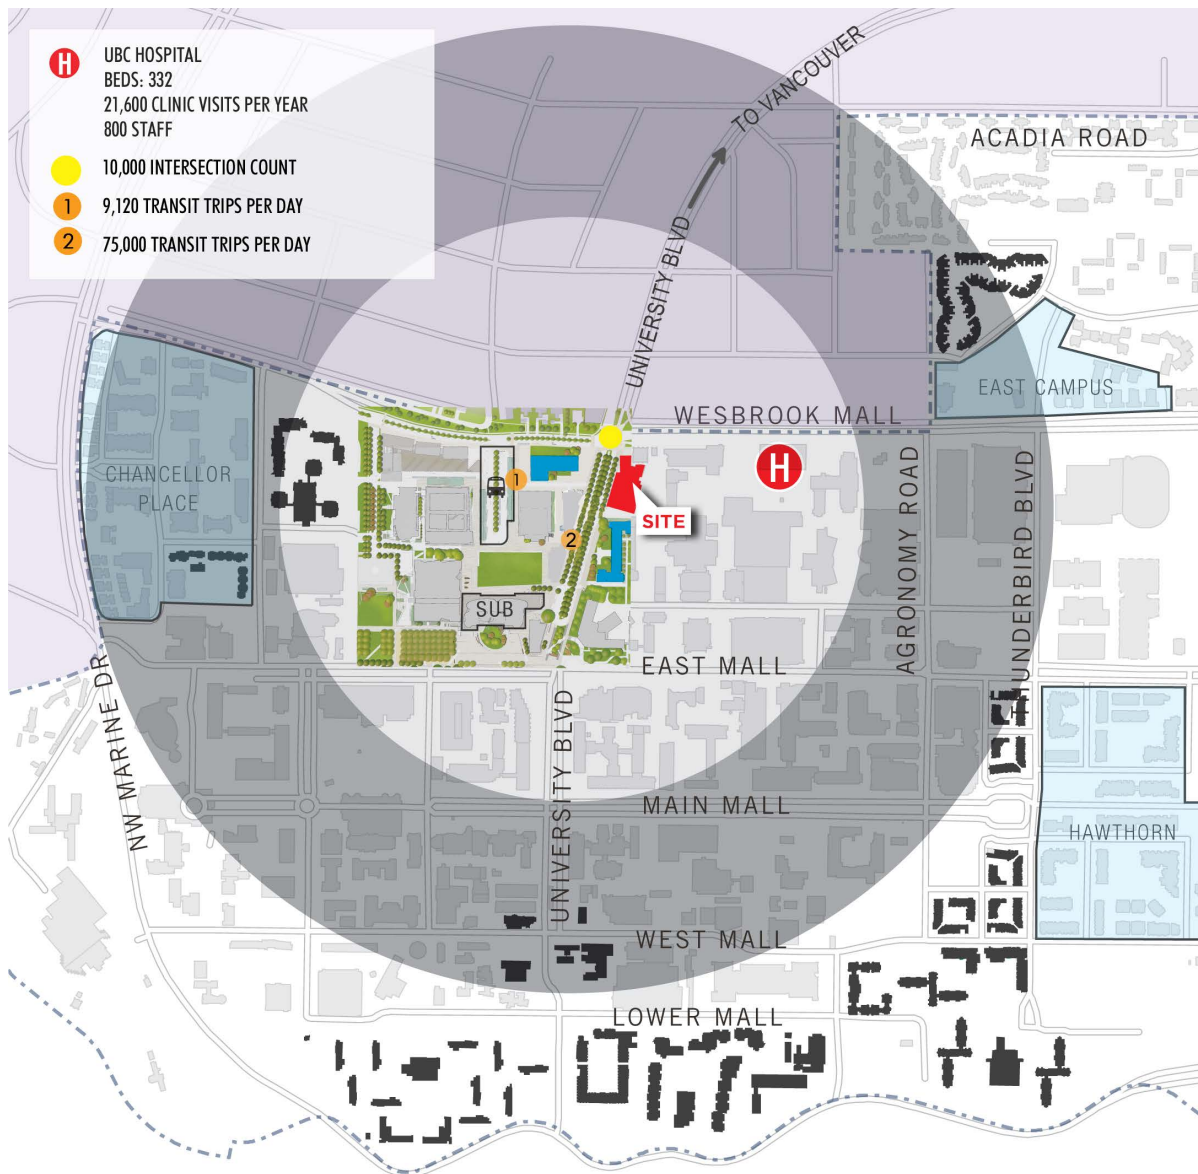 H
UBC HOSPITAL
BEDS: 332
21,600 CLINIC VISITS PER YEAR
800 STAFF
10,000 INTERSECTION COUNT
1
9,120 TRANSIT TRIPS PER DAY
2
75,000 TRANSIT TRIPS PER DAY
TO VANCOUVER
ACADIA ROAD
UNIVERSITY BLVD
EAST CAMPUS
WESBROOK MALL
CHANCELLOR
PLACE
1
H
SITE
2
AGRONOMY ROAD
THUNDERBIRD BLVD
SUB
EAST MALL
NW MARINE DR
UNIVERSITY BLVD
MAIN MALL
HAWTHORN
WEST MALL
LOWER MALL